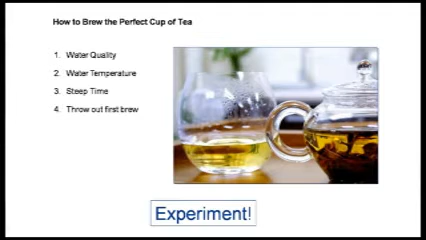 How to Brew the Perfect Cup of Tea
1. Water Quality
2. Water Temperature
3. Steep Time
4. Throw out first brew
Experiment!